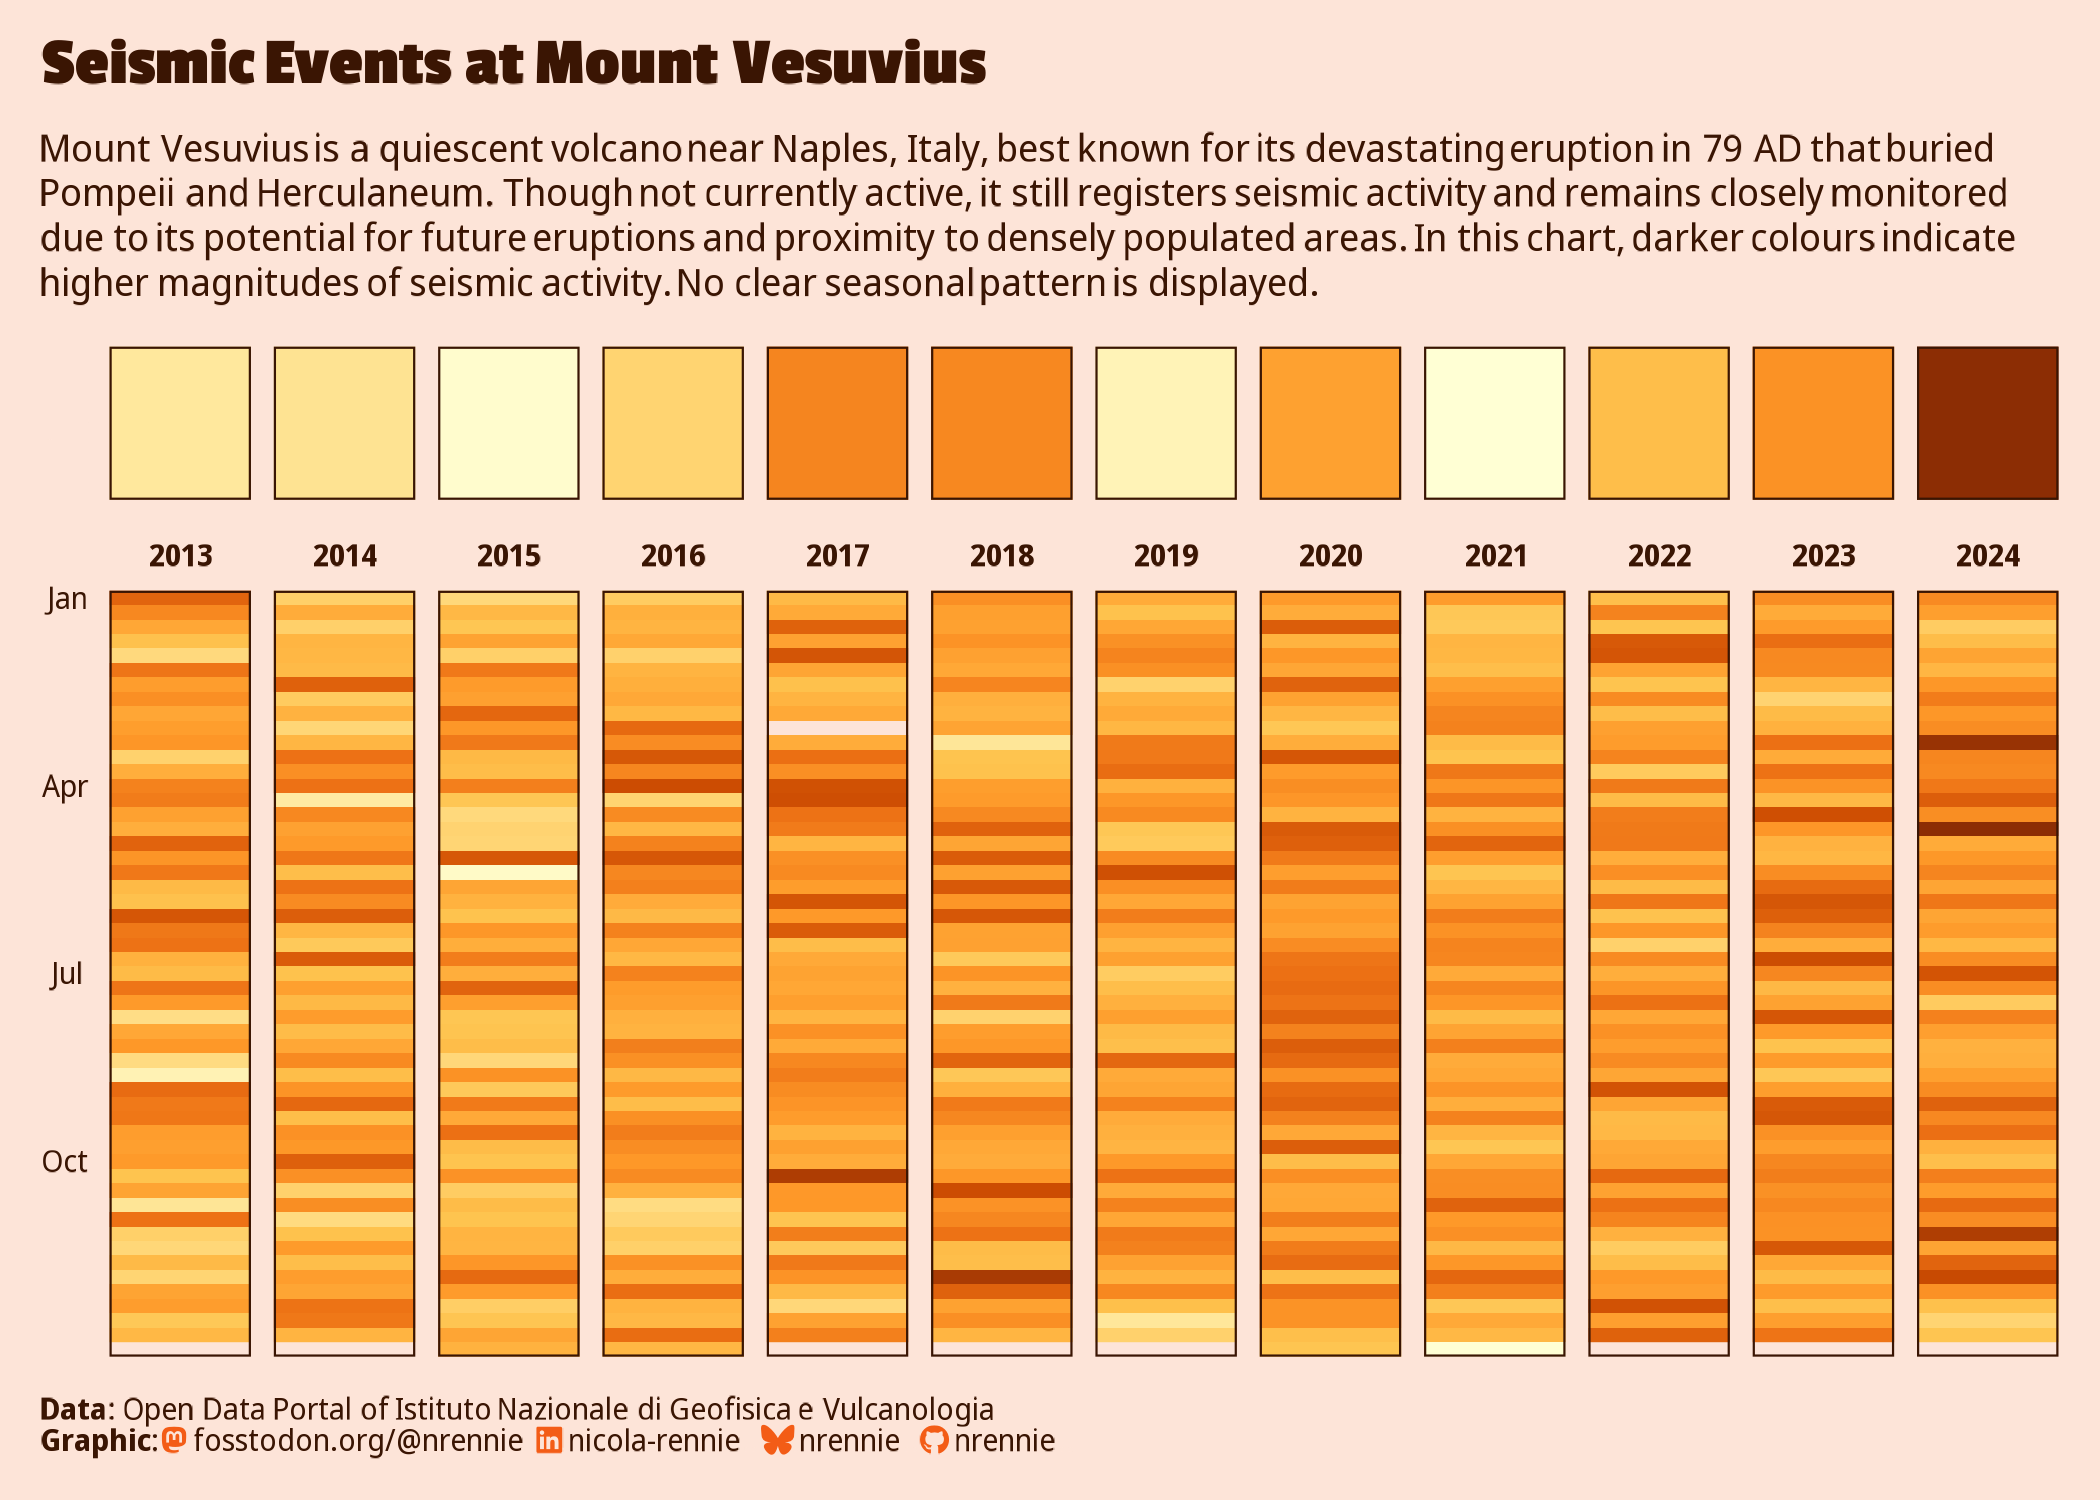 Seismic Events at Mount Vesuvius
Mount Vesuvius is a quiescent volcano near Naples, Italy, best known for its devastating eruption in 79 AD that buried
Pompeii and Herculaneum. Though not currently active, it still registers seismic activity and remains closely monitored
due to its potential for future eruptions and proximity to densely populated areas. In this chart, darker colours indicate
higher magnitudes of seismic activity. No clear seasonal pattern is displayed.
2013 2014 2015 2016 2017 2018 2019 2020 2021 2022 2023 2024
Jan
Apr
Jul
Oct
Data: Open Data Portal of Istituto Nazionale di Geofisica e Vulcanologia
Graphic: fosstodon.org/@nrennie nicola-rennie nrennie nrennie